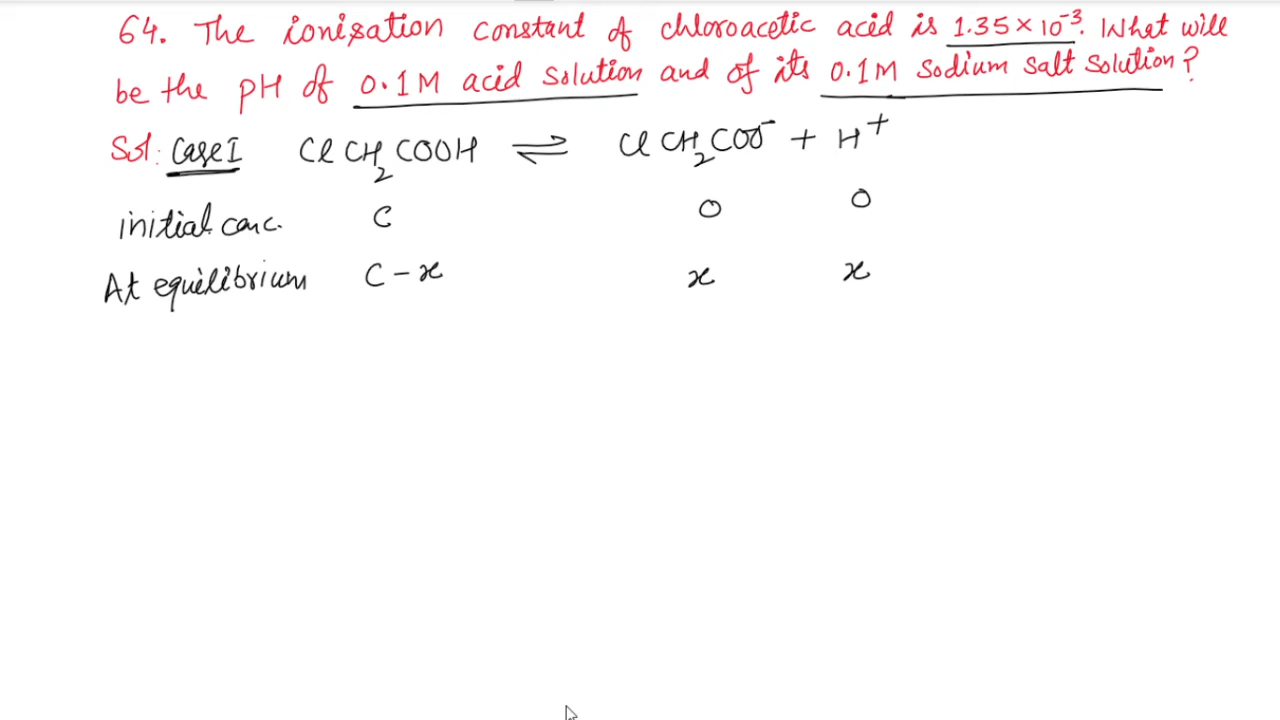 64. The ionisation constant of chloroacetic acid is 1.35×10⁻³. What will
be the pH of 0.1M acid solution and of its 0.1M sodium salt solution?
Sol: Case I ClCH₂COOH ⇌ ClCH₂COO⁻ + H⁺
initial conc. C 0 0
At equilibrium C-x x x